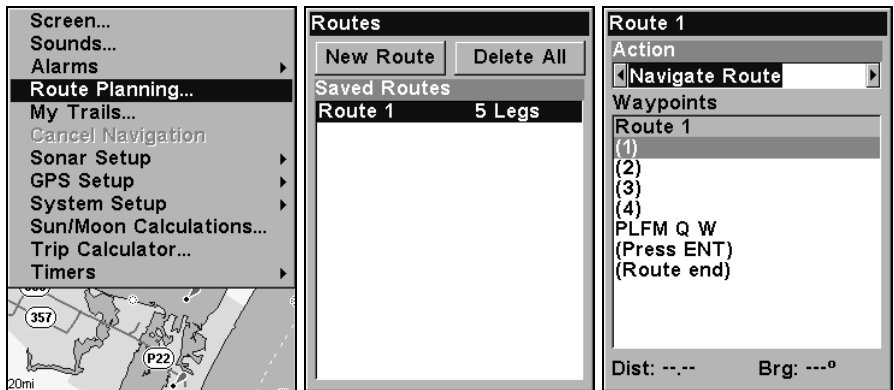 Screen...
Sounds...
Alarms
Route Planning...
My Trails...
Cancel Navigation
Sonar Setup
GPS Setup
System Setup
Sun/Moon Calculations...
Trip Calculator...
Timers
357
P22
20mi
Routes
New Route Delete All
Saved Routes
Route 1 5 Legs
Route 1
Action
Navigate Route
Waypoints
Route 1
(1)
(2)
(3)
(4)
PLFM Q W
(Press ENT)
(Route end)
Dist: --.-- Brg: ---º